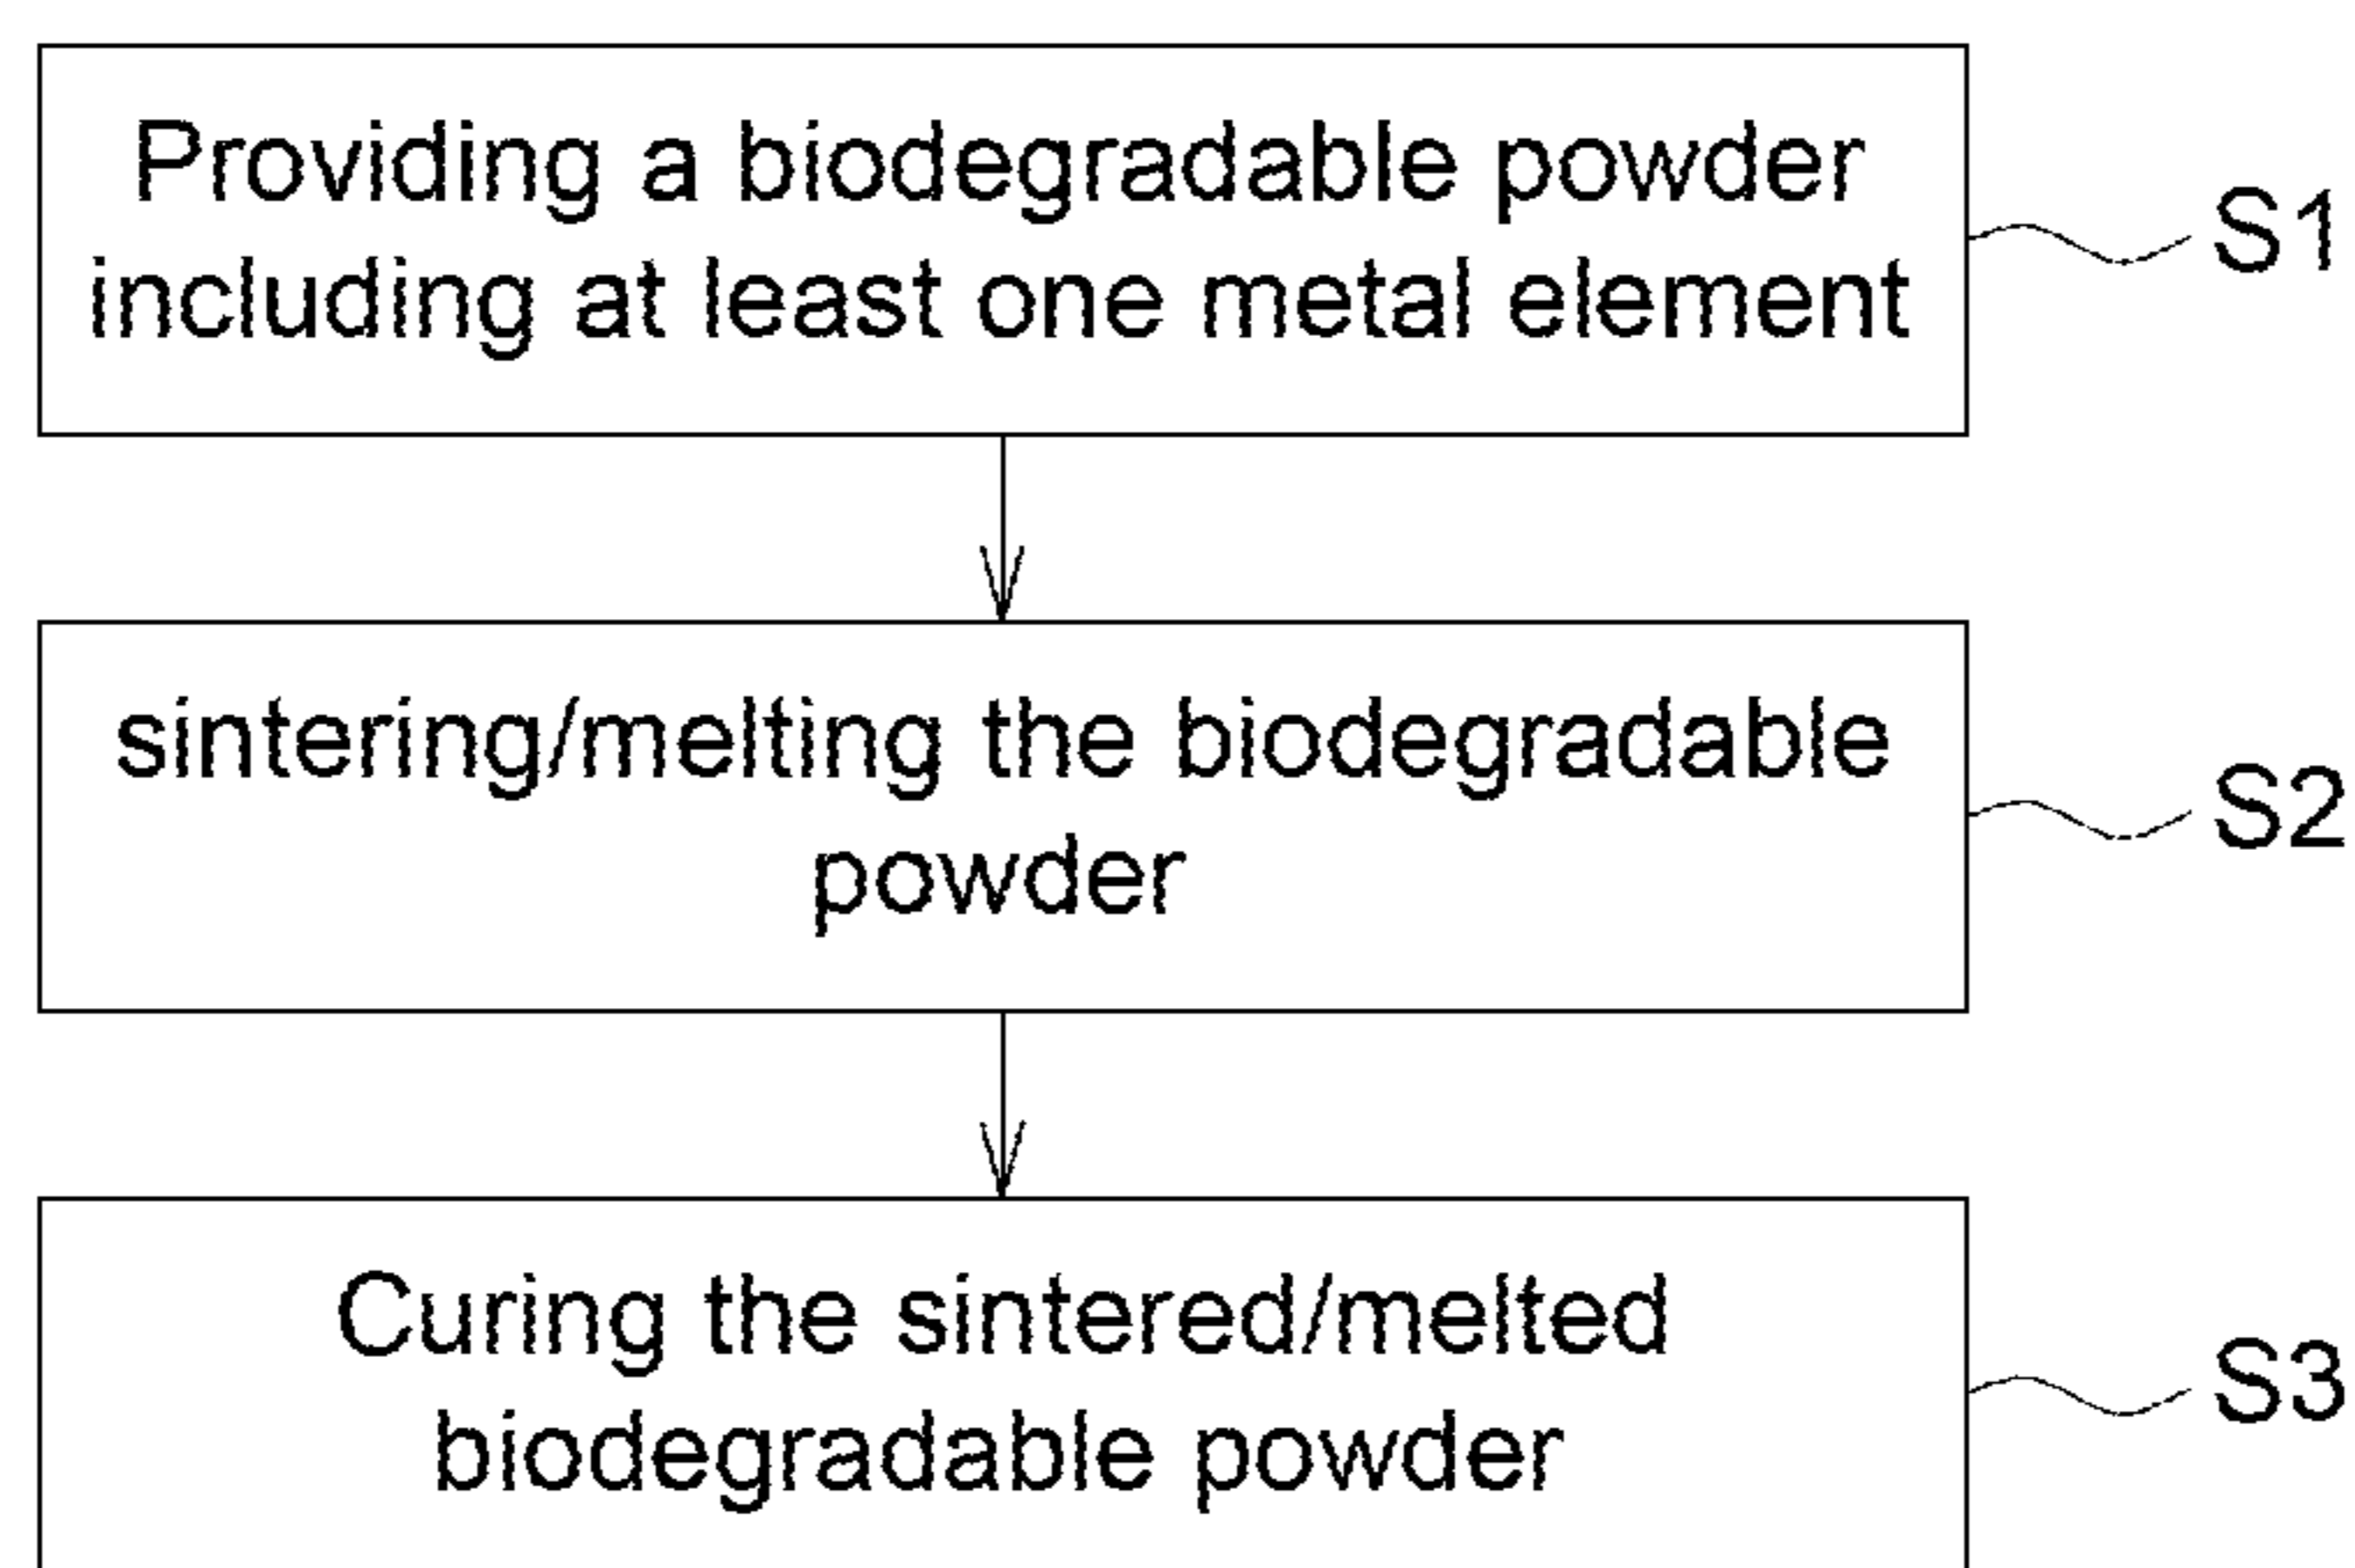 Providing a biodegradable powder
including at least one metal element
S1
sintering/melting the biodegradable
powder
S2
Curing the sintered/melted
biodegradable powder
S3